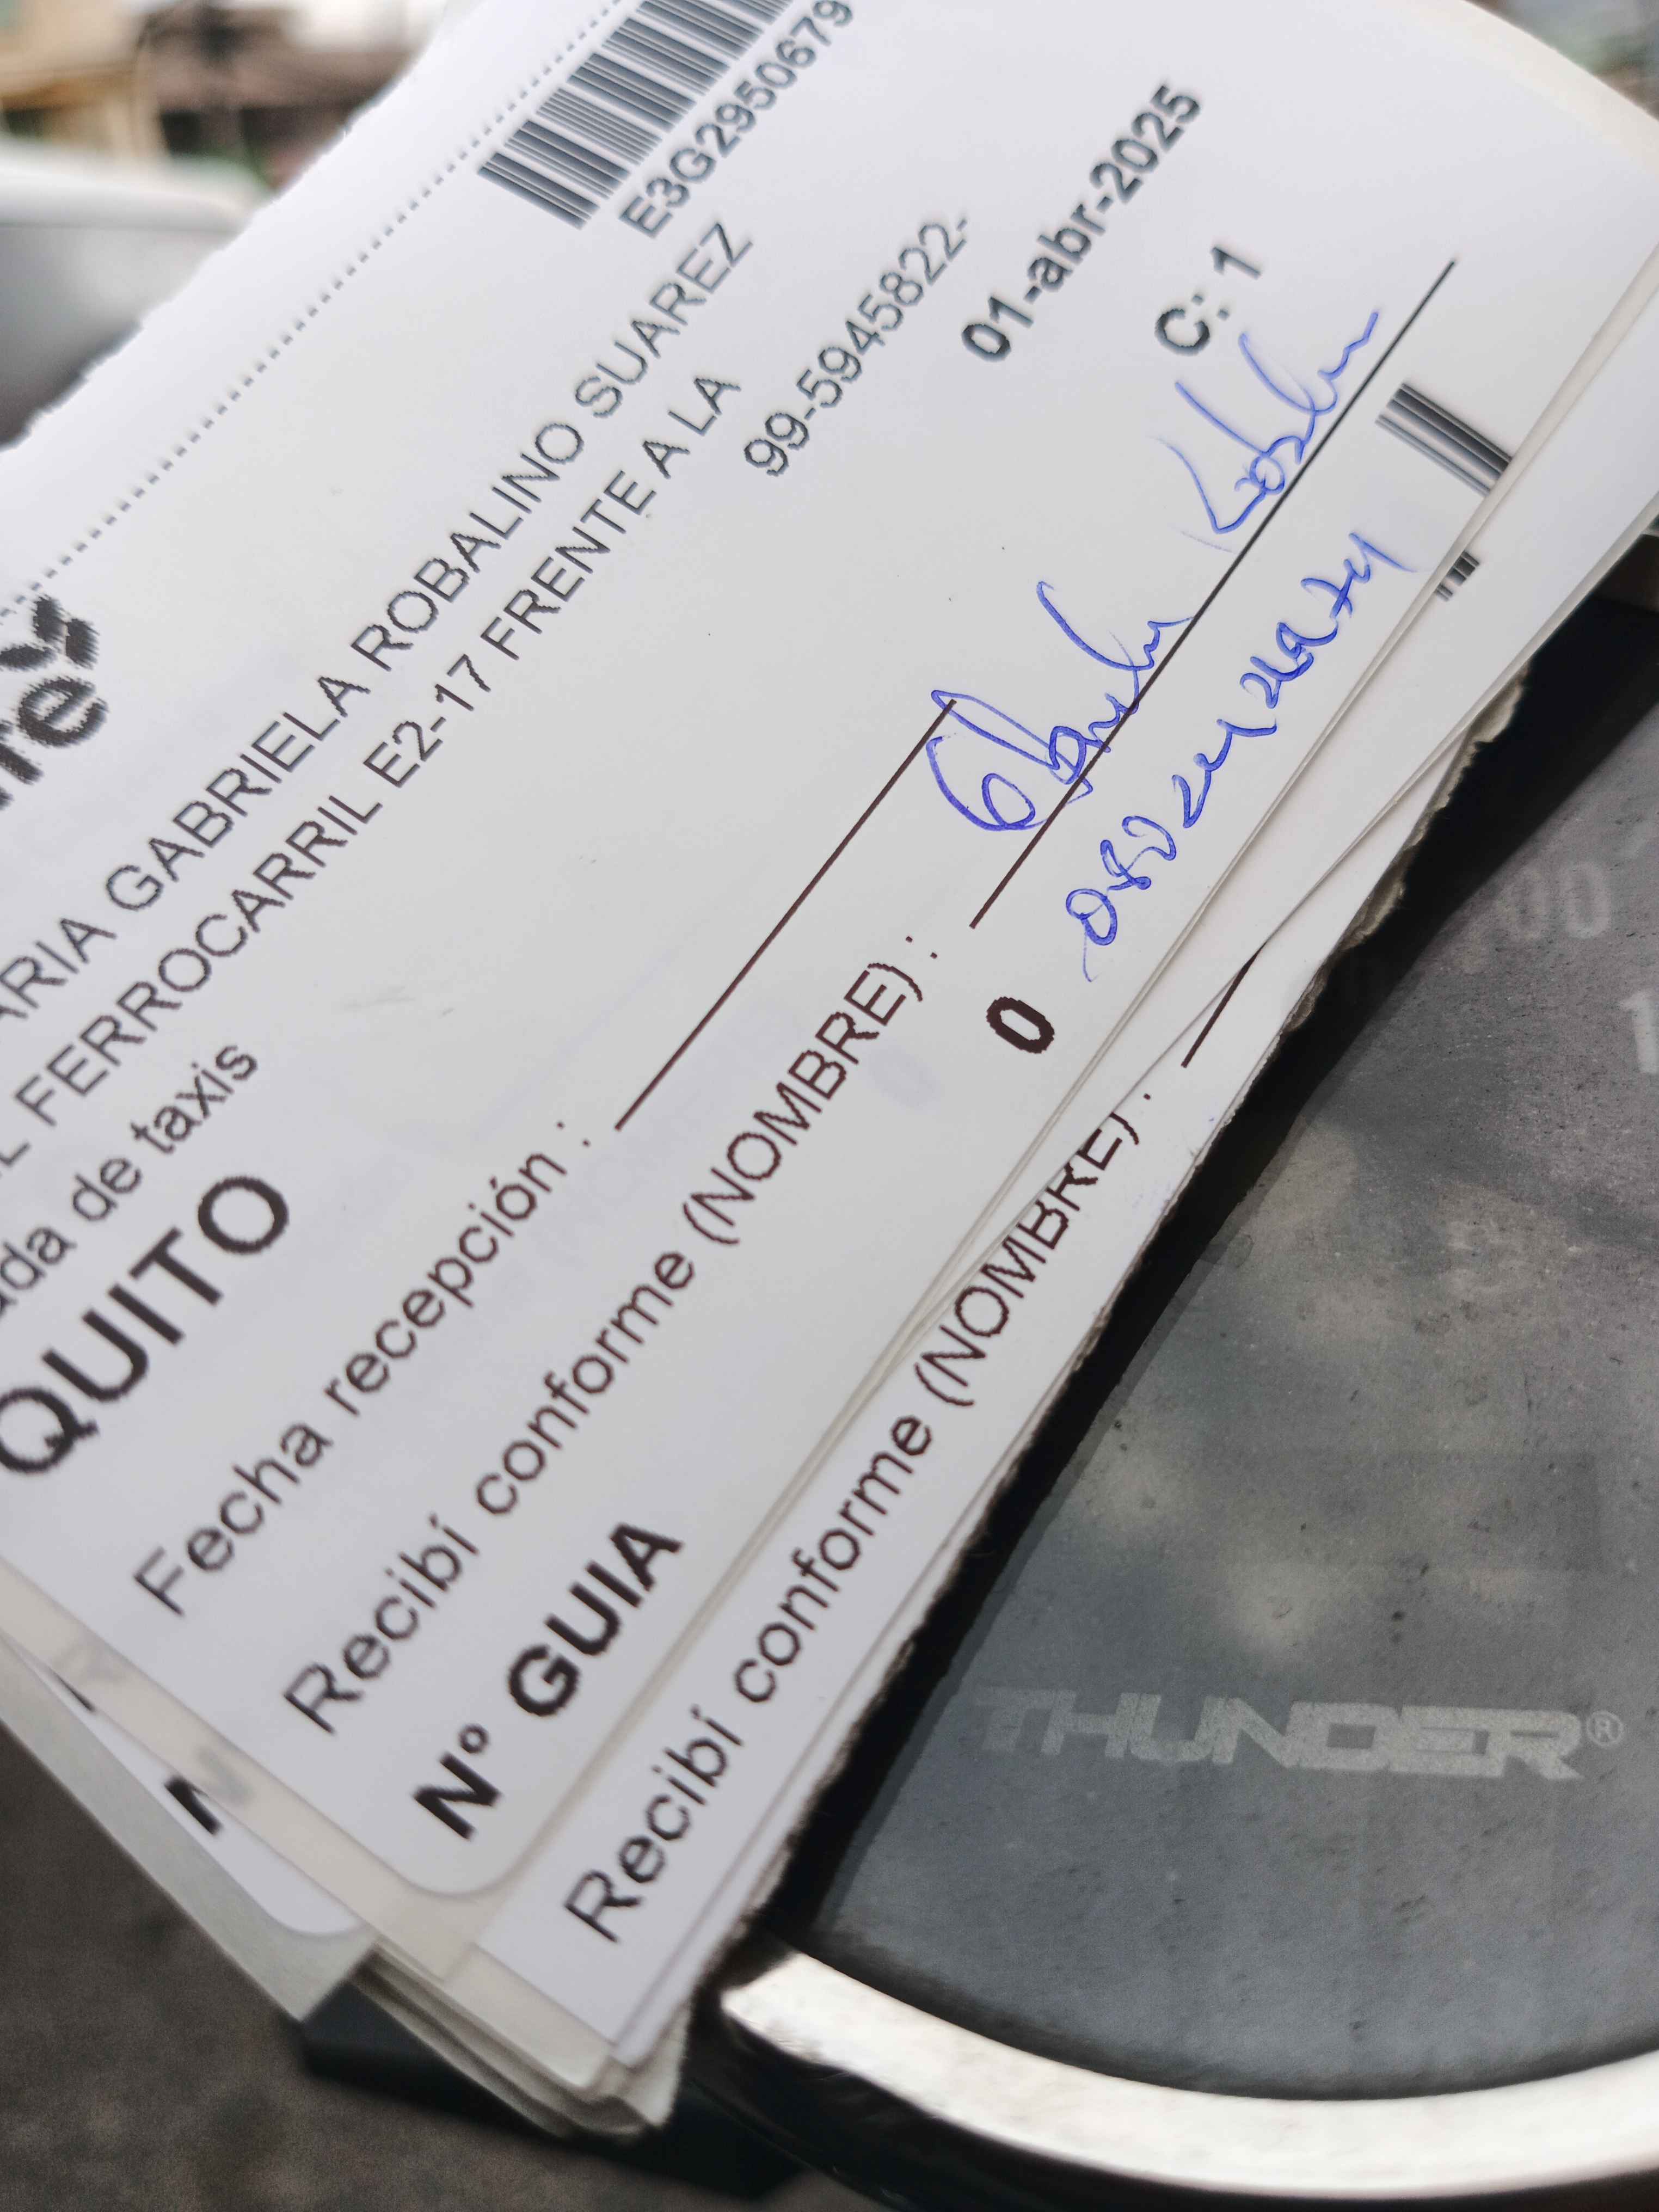 E3G2950679
ARIA GABRIELA ROBALINO SUAREZ
FERROCARRIL E2-17 FRENTE A LA
ada de taxis
99-5945822-
QUITO
01-abr-2025
Fecha recepción :
C: 1
Recibí conforme (NOMBRE) :
Nº GUIA
0
Recibí conforme (NOMBRE) :
THUNDER®